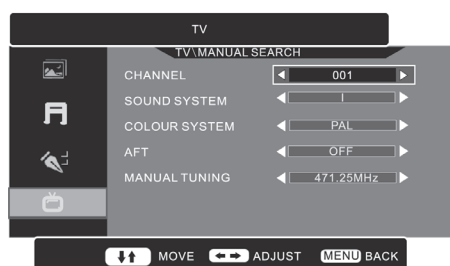 TV
TV\MANUAL SEARCH
CHANNEL 001
SOUND SYSTEM I
COLOUR SYSTEM PAL
AFT OFF
MANUAL TUNING 471.25MHz
MOVE ADJUST MENU BACK